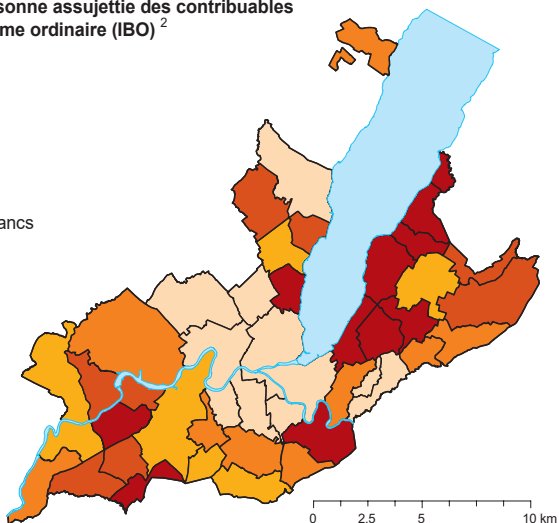 sonne assujettie des contribuables
me ordinaire (IBO) 2
ancs
0 2.5 5 10 km